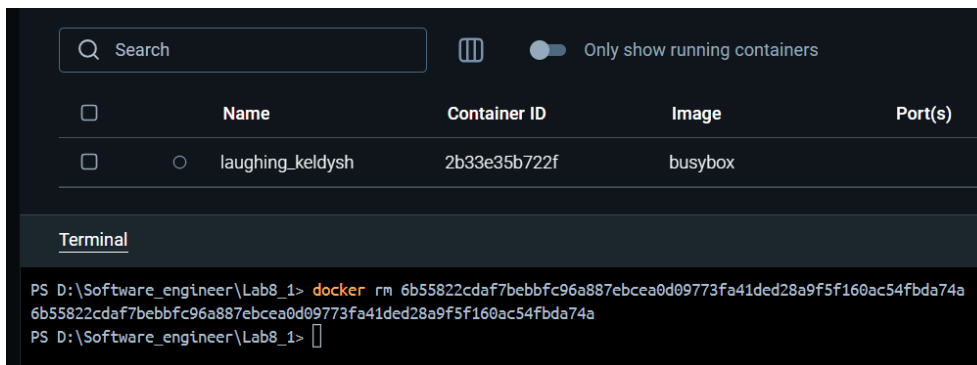 Search Only show running containers
Name Container ID Image Port(s)
laughing_keldysh 2b33e35b722f busybox
Terminal
PS D:\Software_engineer\Lab8_1> docker rm 6b55822cdaf7bebbfc96a887ebcea0d09773fa41ded28a9f5f160ac54fbda74a
6b55822cdaf7bebbfc96a887ebcea0d09773fa41ded28a9f5f160ac54fbda74a
PS D:\Software_engineer\Lab8_1>